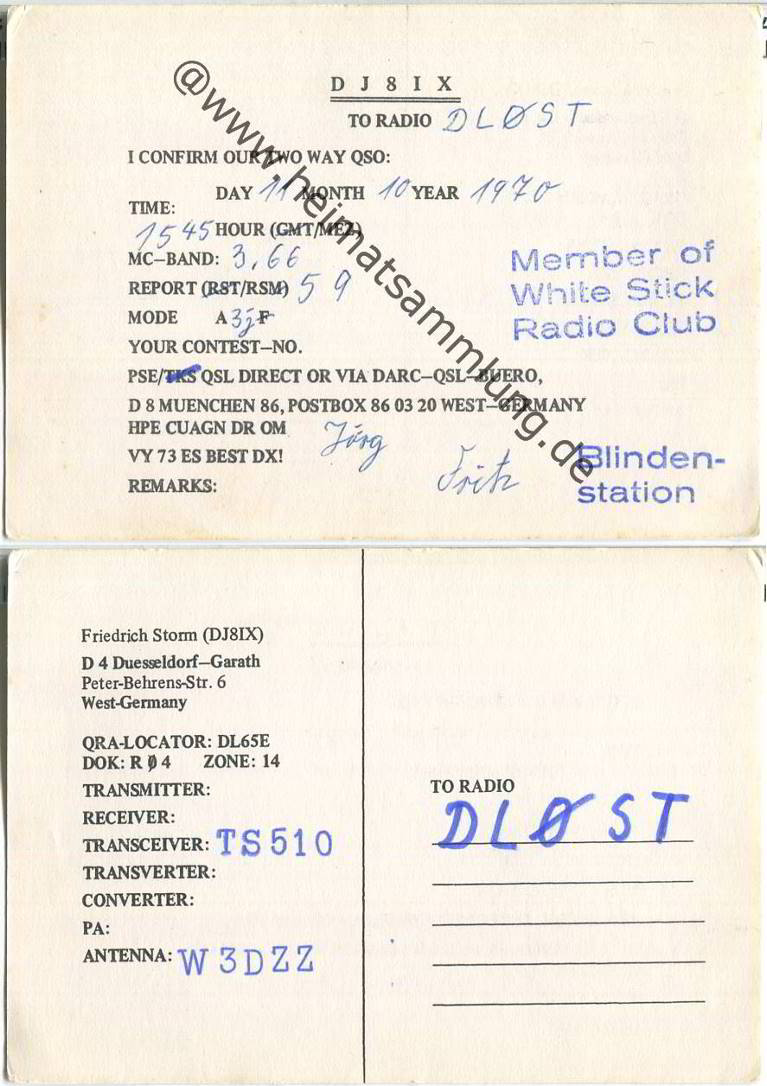 D J 8 I X
TO RADIO DLØST
I CONFIRM OUR TWO WAY QSO:
DAY 11 MONTH 10 YEAR 1970
TIME:
1545 HOUR (GMT/MEZ)
MC–BAND: 3,66
REPORT (RST/RSM) 59
MODE A3jF
YOUR CONTEST–NO.
PSE/TKS QSL DIRECT OR VIA DARC–QSL–BUERO,
D 8 MUENCHEN 86, POSTBOX 86 03 20 WEST–GERMANY
HPE CUAGN DR OM Jörg
VY 73 ES BEST DX! Fritz
REMARKS:
Member of
White Stick
Radio Club
Blinden-
station
@www.heimatsammlung.de
Friedrich Storm (DJ8IX)
D 4 Duesseldorf–Garath
Peter-Behrens-Str. 6
West-Germany
QRA-LOCATOR: DL65E
DOK: R Ø 4 ZONE: 14
TRANSMITTER:
RECEIVER:
TRANSCEIVER: TS510
TRANSVERTER:
CONVERTER:
PA:
ANTENNA: W3DZZ
TO RADIO
DLØST